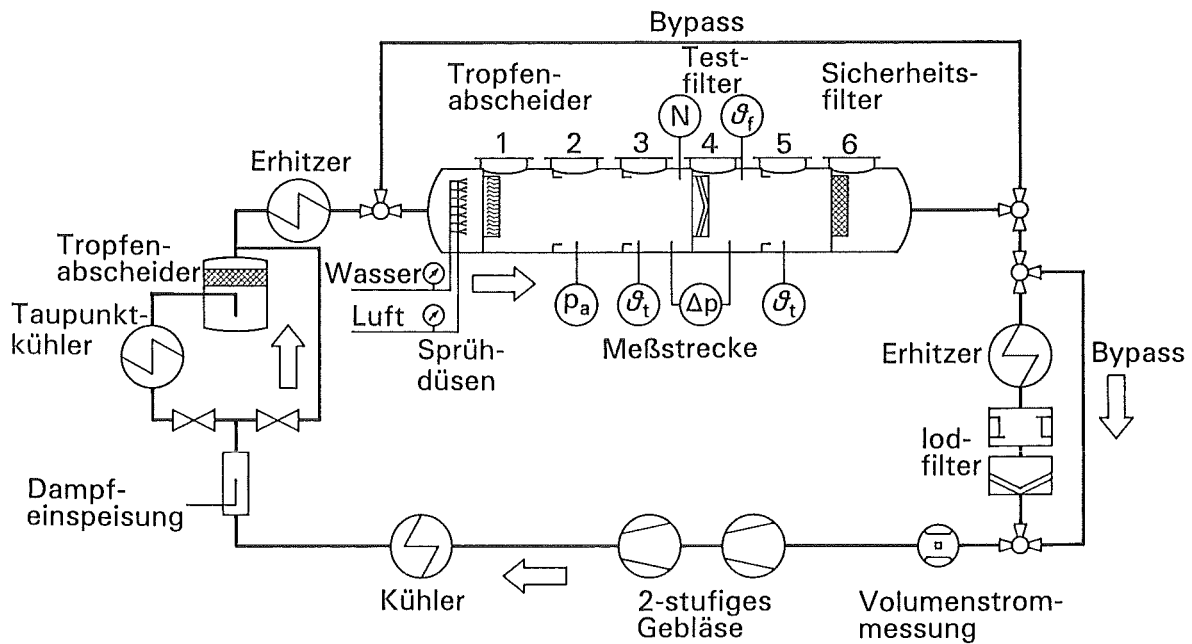 Bypass
Tropfen-
abscheider
Test-
filter
Sicherheits-
filter
N
ϑf
1 2 3 4 5 6
Erhitzer
Tropfen-
abscheider
Wasser
Luft
Taupunkt-
kühler
Sprüh-
düsen
pa
ϑt
Δp
ϑt
Meßstrecke
Erhitzer
Bypass
Iod-
filter
Dampf-
einspeisung
Kühler
2-stufiges
Gebläse
Volumenstrom-
messung